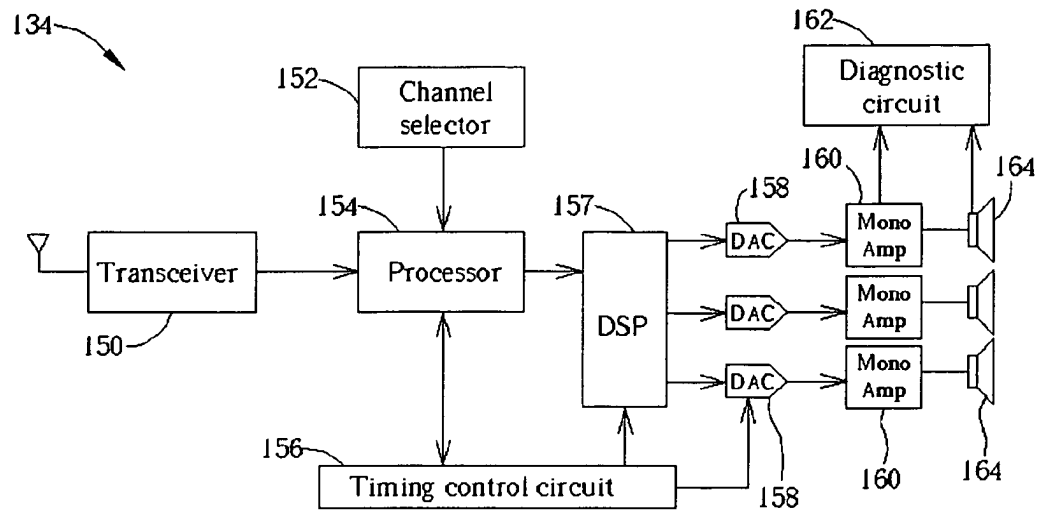 134
162
Diagnostic
circuit
152
Channel
selector
160
164
158
154
157
Mono
Amp
DAC
Transceiver
Processor
DSP
DAC
Mono
Amp
150
DAC
Mono
Amp
156
Timing control circuit
158
160
164